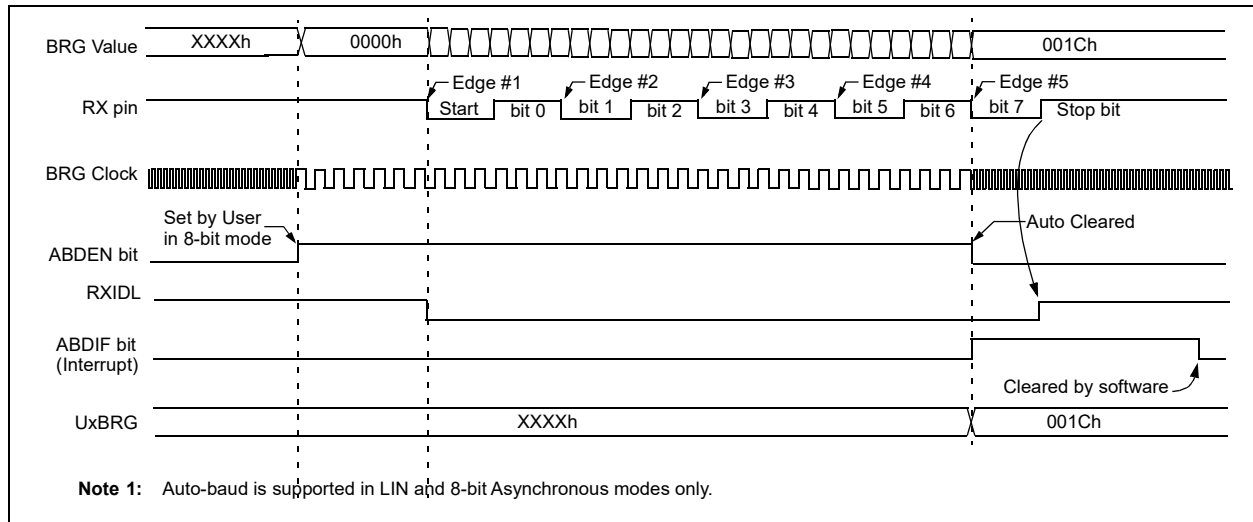 BRG Value
XXXXh
0000h
001Ch
Edge #1
Edge #2
Edge #3
Edge #4
Edge #5
RX pin
Start
bit 0
bit 1
bit 2
bit 3
bit 4
bit 5
bit 6
bit 7
Stop bit
BRG Clock
Set by User
in 8-bit mode
Auto Cleared
ABDEN bit
RXIDL
ABDIF bit
(Interrupt)
Cleared by software
UxBRG
XXXXh
001Ch
Note 1: Auto-baud is supported in LIN and 8-bit Asynchronous modes only.